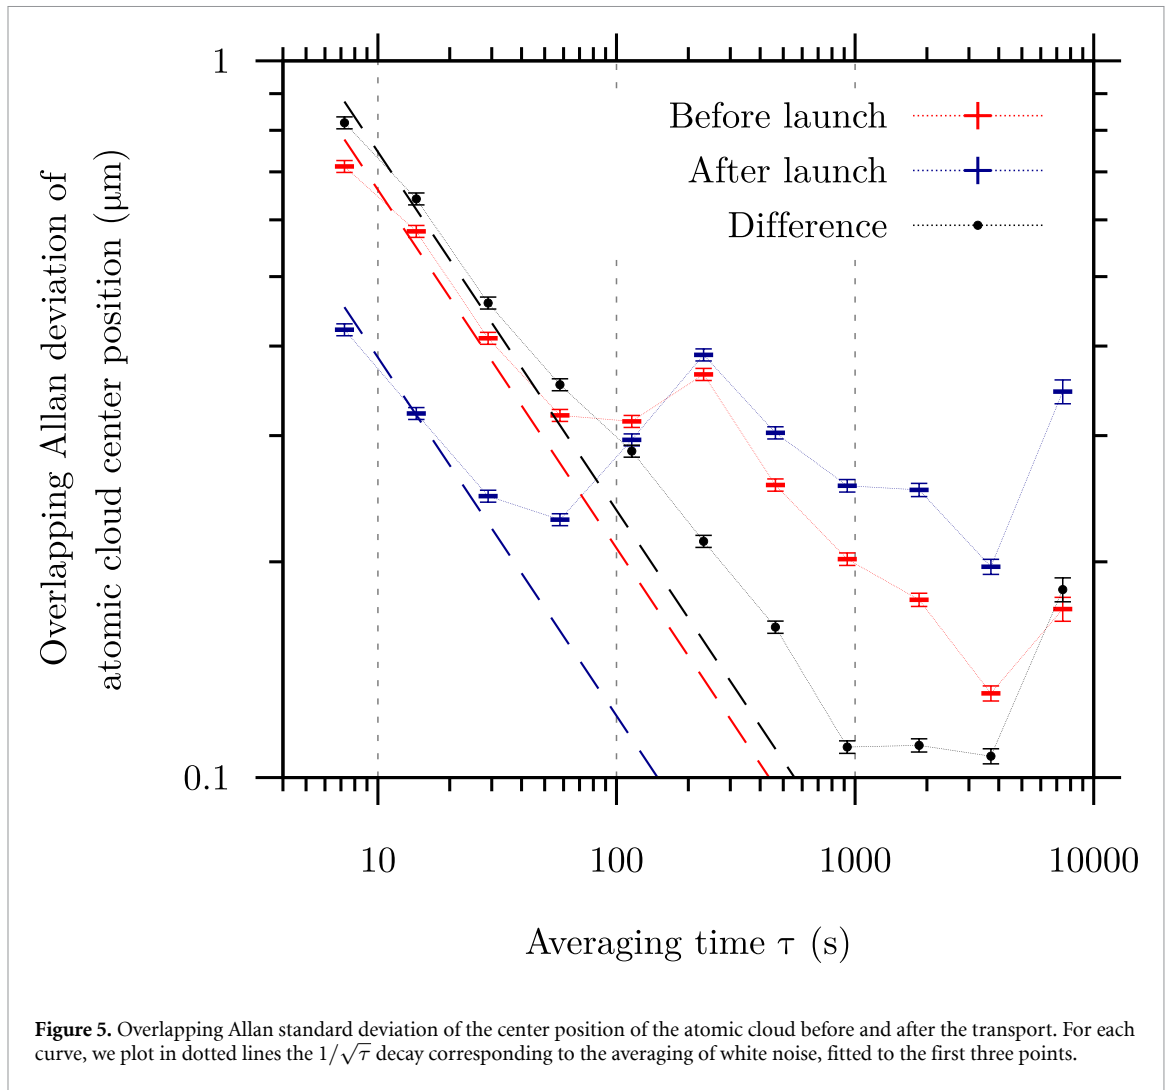 1
Before launch
After launch
Difference
Overlapping Allan deviation of
atomic cloud center position (µm)
0.1
10 100 1000 10000
Averaging time τ (s)
Figure 5. Overlapping Allan standard deviation of the center position of the atomic cloud before and after the transport. For each
curve, we plot in dotted lines the 1/√τ decay corresponding to the averaging of white noise, fitted to the first three points.